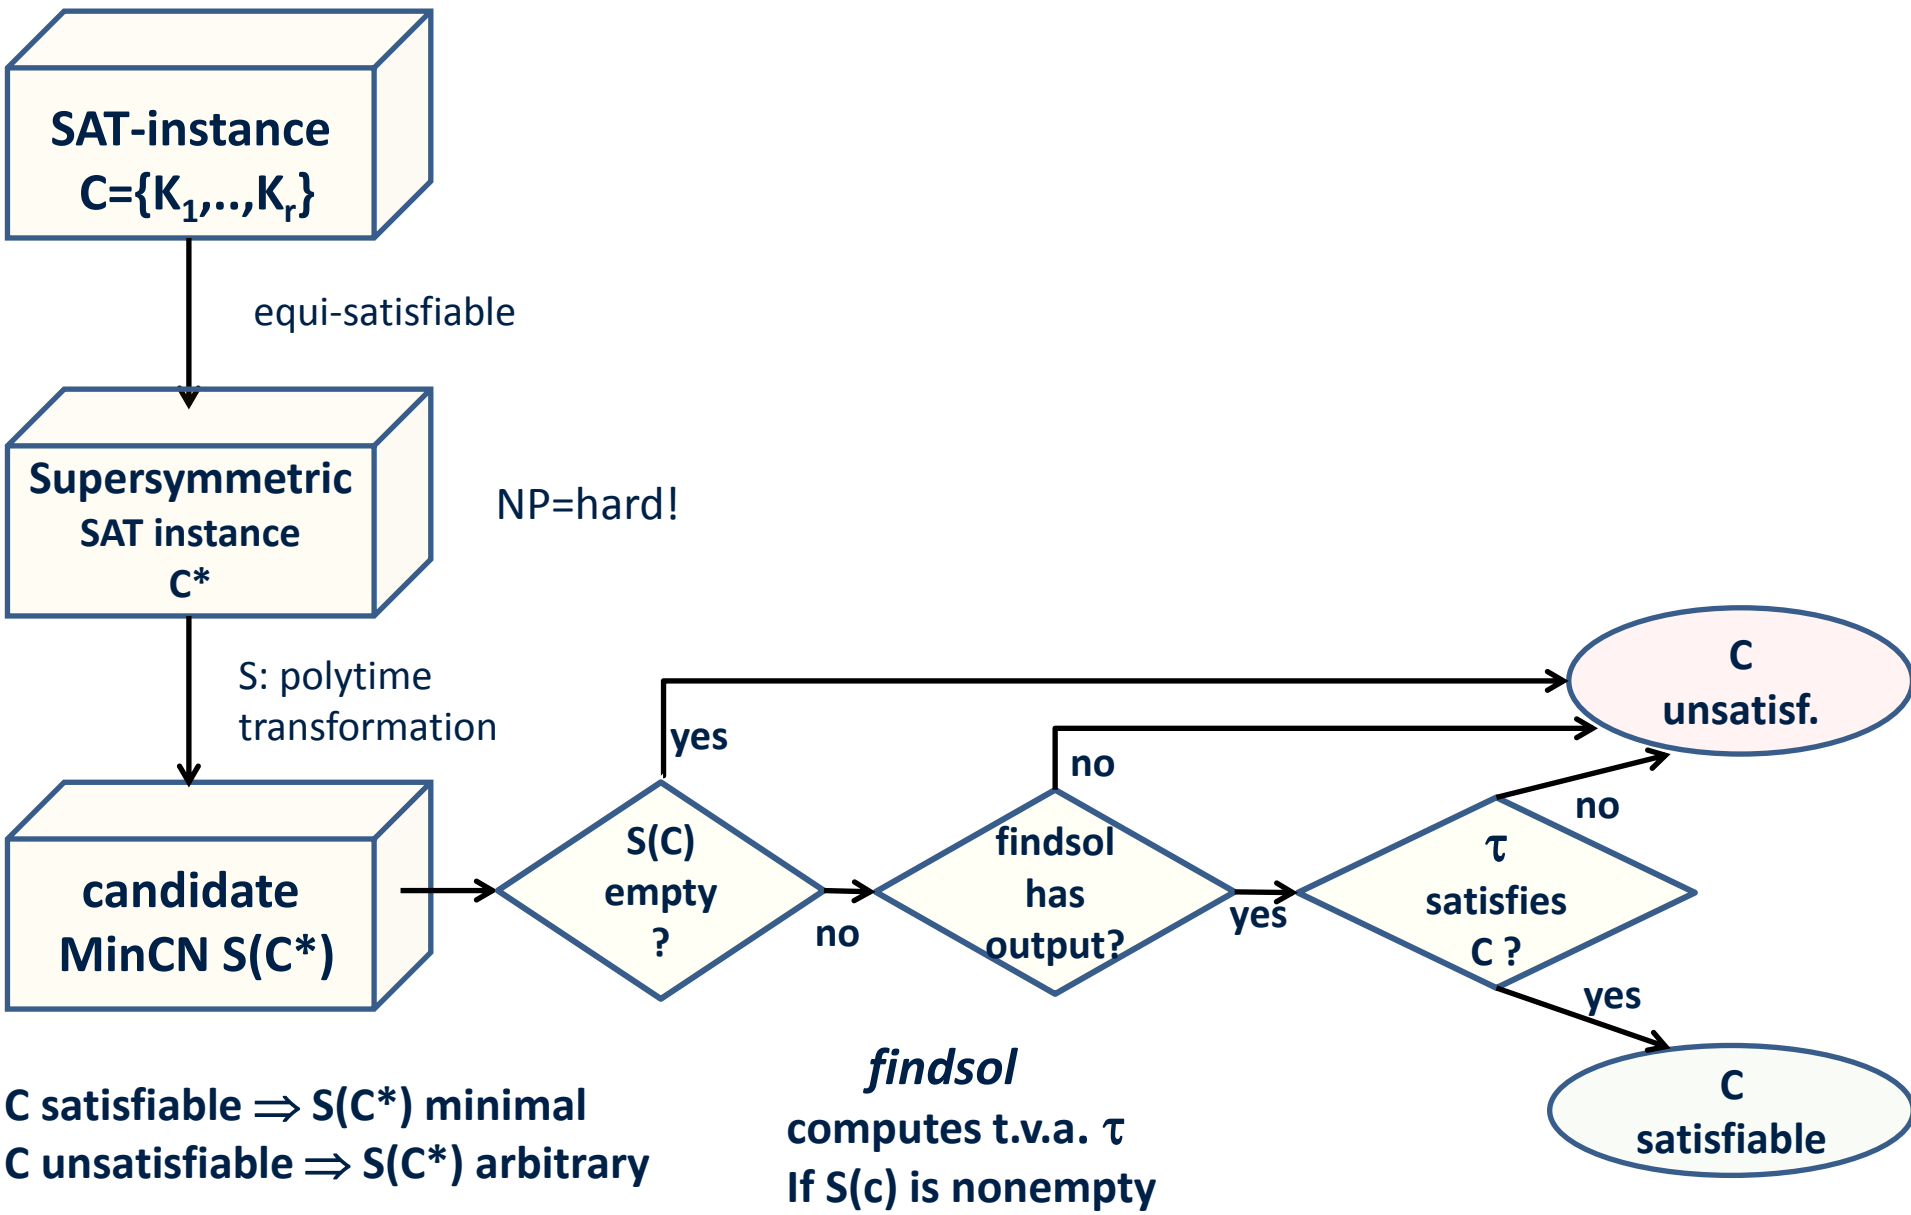 SAT-instance
C={K₁,..,Kᵣ}
equi-satisfiable
Supersymmetric
SAT instance
C*
NP=hard!
S: polytime
transformation
candidate
MinCN S(C*)
S(C)
empty
?
yes
no
findsol
has
output?
no
yes
τ
satisfies
C ?
no
yes
C
unsatisf.
C
satisfiable
C satisfiable ⇒ S(C*) minimal
C unsatisfiable ⇒ S(C*) arbitrary
findsol
computes t.v.a. τ
If S(c) is nonempty